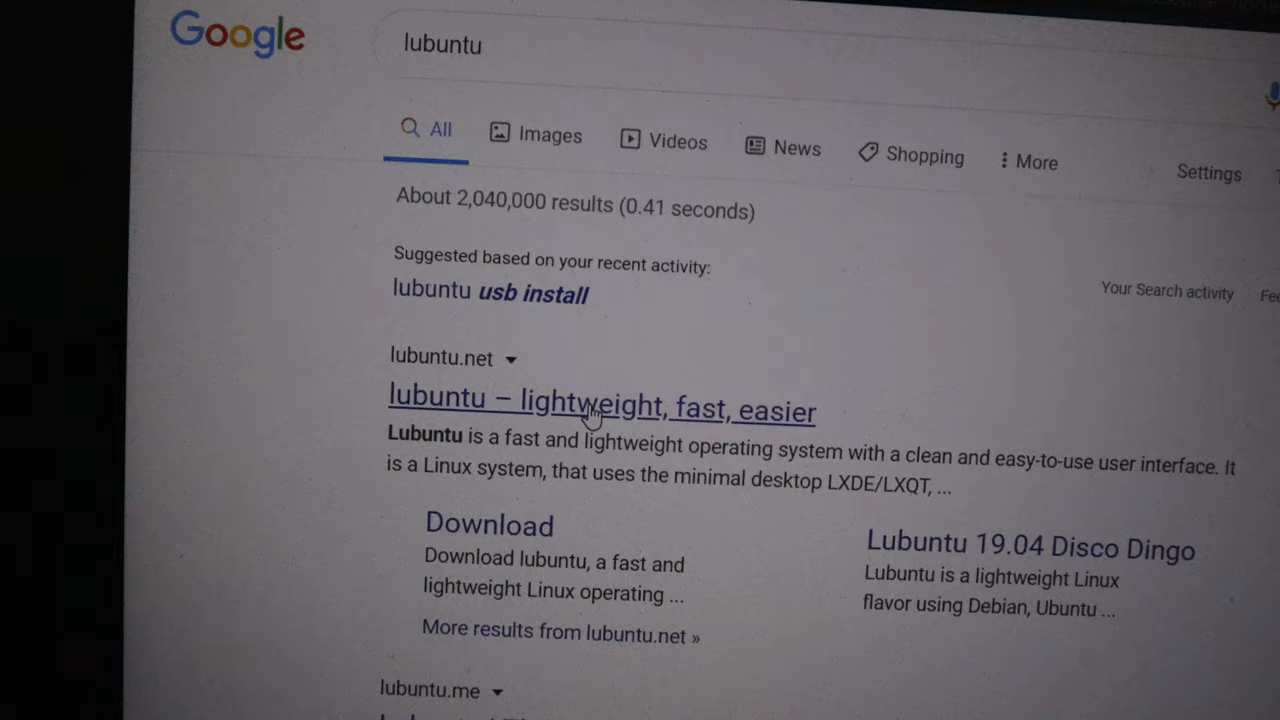 Google
lubuntu
All Images Videos News Shopping More
Settings
About 2,040,000 results (0.41 seconds)
Suggested based on your recent activity:
lubuntu usb install
Your Search activity
lubuntu.net
lubuntu – lightweight, fast, easier
Lubuntu is a fast and lightweight operating system with a clean and easy-to-use user interface. It
is a Linux system, that uses the minimal desktop LXDE/LXQT, ...
Download
Download lubuntu, a fast and
lightweight Linux operating ...
More results from lubuntu.net »
Lubuntu 19.04 Disco Dingo
Lubuntu is a lightweight Linux
flavor using Debian, Ubuntu ...
lubuntu.me